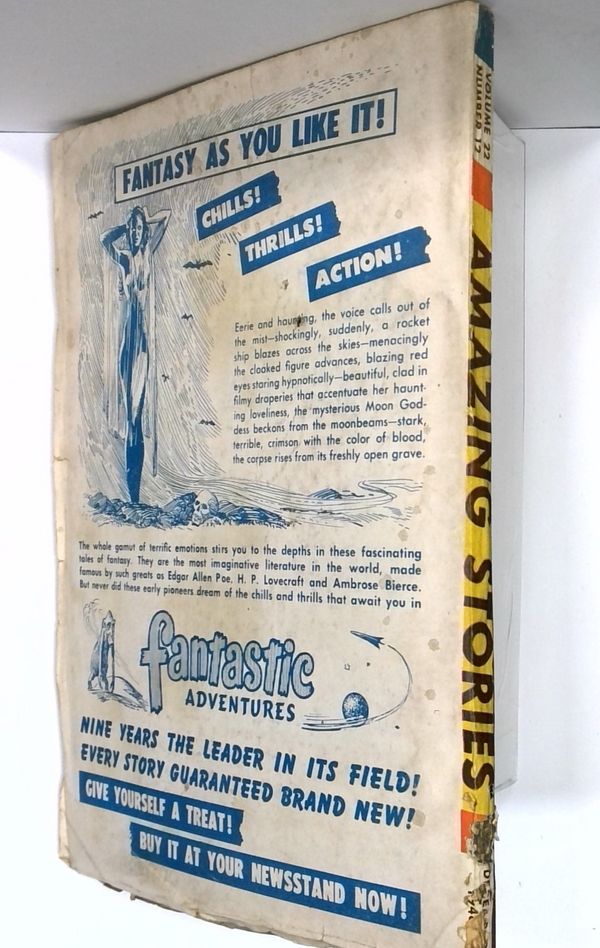 FANTASY AS YOU LIKE IT!
CHILLS!
THRILLS!
ACTION!
Eerie and haunting, the voice calls out of
the mist—shockingly, suddenly, a rocket
ship blazes across the skies—menacingly
the cloaked figure advances, blazing red
eyes staring hypnotically—beautiful, clad in
filmy draperies that accentuate her haunt-
ing loveliness, the mysterious Moon God-
dess beckons from the moonbeams—stark,
terrible, crimson with the color of blood,
the corpse rises from its freshly open grave.
The whole gamut of terrific emotions stirs you to the depths in these fascinating
tales of fantasy. They are the most imaginative literature in the world, made
famous by such greats as Edgar Allen Poe, H. P. Lovecraft and Ambrose Bierce.
But never did these early pioneers dream of the chills and thrills that await you in
fantastic
ADVENTURES
NINE YEARS THE LEADER IN ITS FIELD!
EVERY STORY GUARANTEED BRAND NEW!
GIVE YOURSELF A TREAT!
BUY IT AT YOUR NEWSSTAND NOW!
VOLUME 22
NUMBER 12
AMAZING STORIES